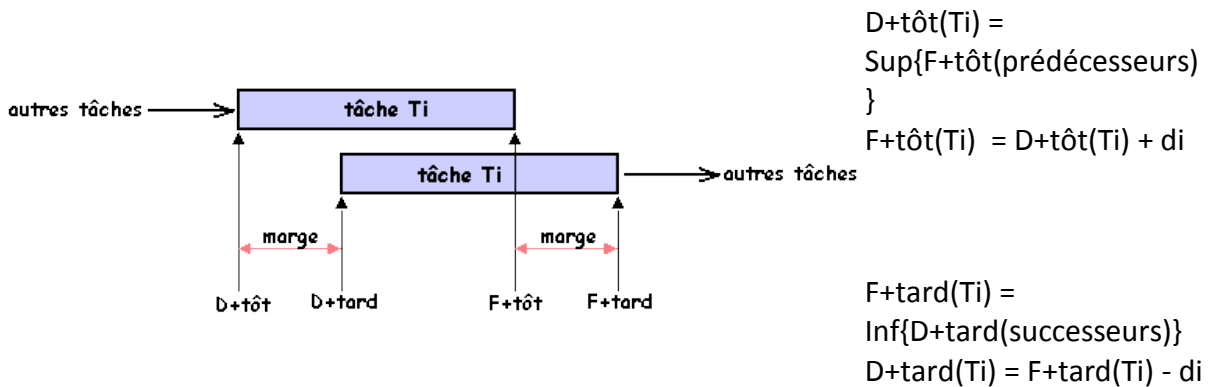 D+tôt(Ti) =
Sup{F+tôt(prédécesseurs)
}
F+tôt(Ti)  = D+tôt(Ti) + di
autres tâches
tâche Ti
tâche Ti
autres tâches
marge
marge
D+tôt
D+tard
F+tôt
F+tard
F+tard(Ti) =
Inf{D+tard(successeurs)}
D+tard(Ti) = F+tard(Ti) - di